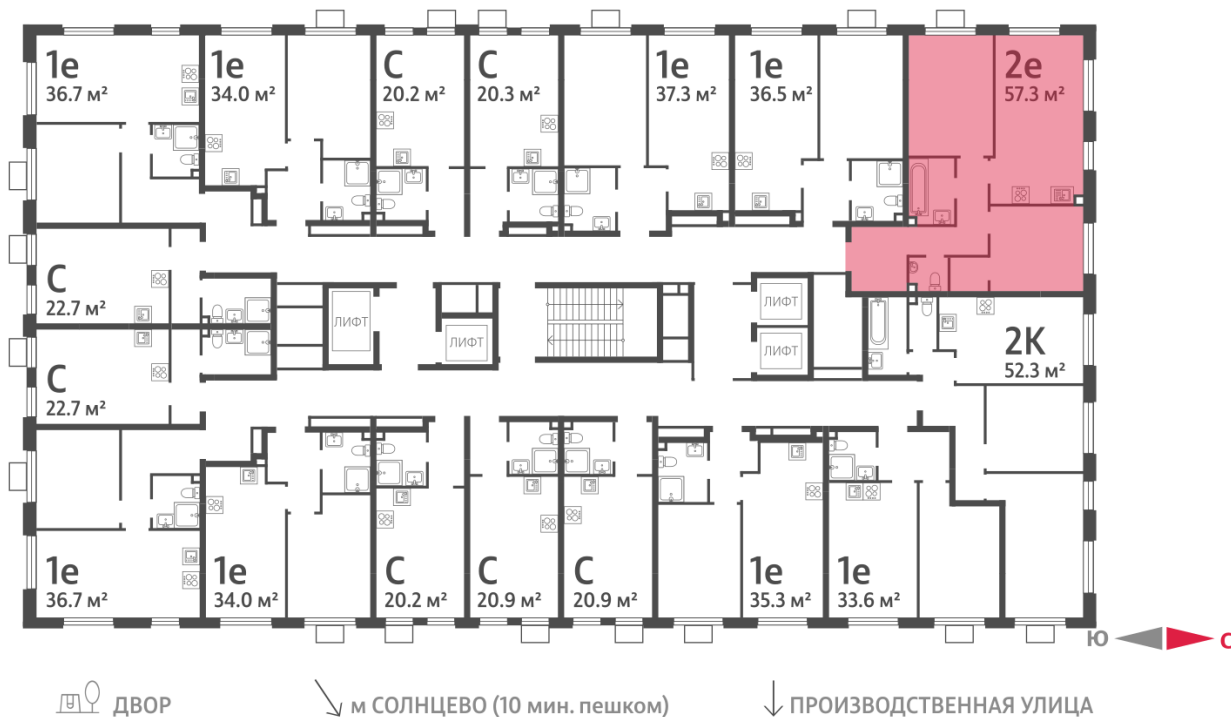 1е
36.7 м²
1е
34.0 м²
С
20.2 м²
С
20.3 м²
1е
37.3 м²
1е
36.5 м²
2е
57.3 м²
С
22.7 м²
ЛИФТ
ЛИФТ
ЛИФТ
ЛИФТ
2К
52.3 м²
С
22.7 м²
1е
36.7 м²
1е
34.0 м²
С
20.2 м²
С
20.9 м²
С
20.9 м²
1е
35.3 м²
1е
33.6 м²
Ю С
ДВОР
м СОЛНЦЕВО (10 мин. пешком)
ПРОИЗВОДСТВЕННАЯ УЛИЦА